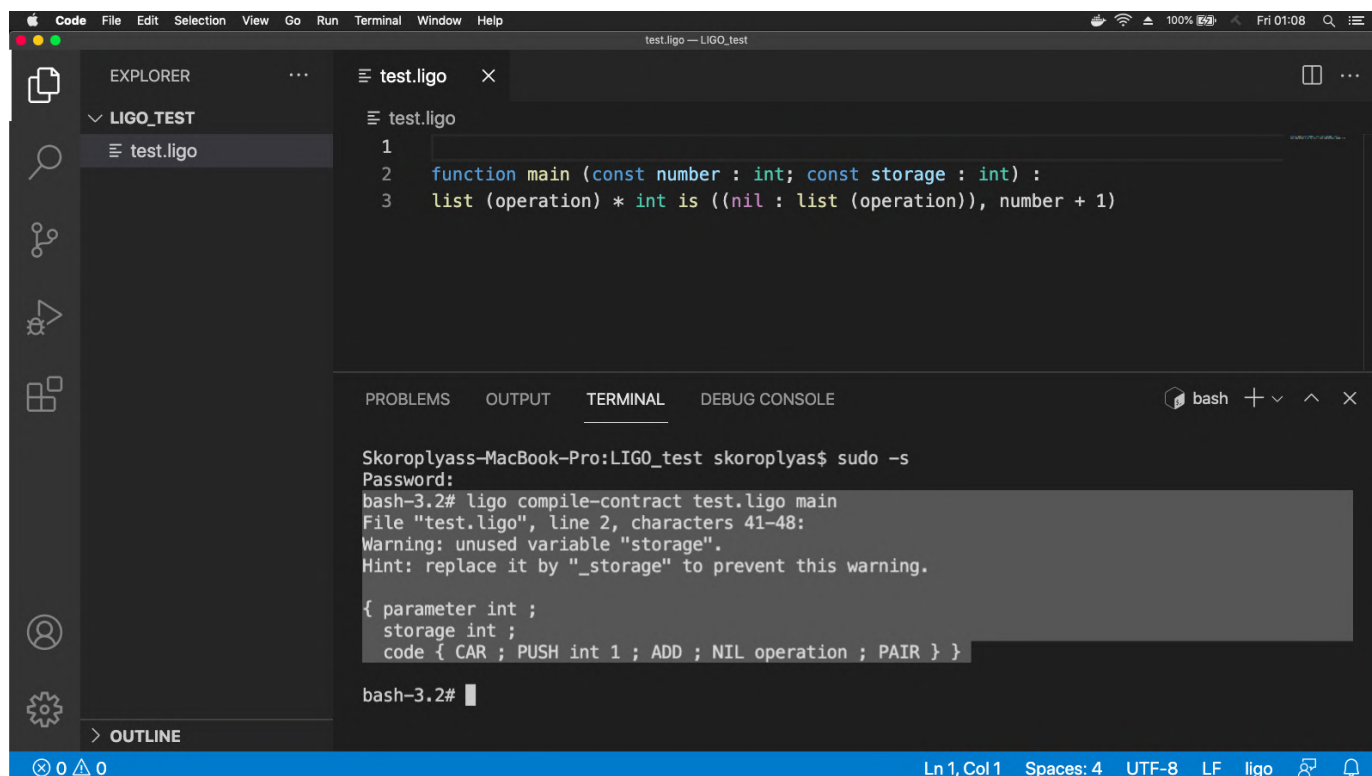 Code File Edit Selection View Go Run Terminal Window Help 100% Fri 01:08
test.ligo — LIGO_test
EXPLORER ···
test.ligo
LIGO_TEST
test.ligo
test.ligo
1
2 function main (const number : int; const storage : int) :
3 list (operation) * int is ((nil : list (operation)), number + 1)
PROBLEMS OUTPUT TERMINAL DEBUG CONSOLE bash
Skoroplyass-MacBook-Pro:LIGO_test skoroplyas$ sudo -s
Password:
bash-3.2# ligo compile-contract test.ligo main
File "test.ligo", line 2, characters 41-48:
Warning: unused variable "storage".
Hint: replace it by "_storage" to prevent this warning.
{ parameter int ;
storage int ;
code { CAR ; PUSH int 1 ; ADD ; NIL operation ; PAIR } }
bash-3.2#
OUTLINE
0 0 Ln 1, Col 1 Spaces: 4 UTF-8 LF ligo